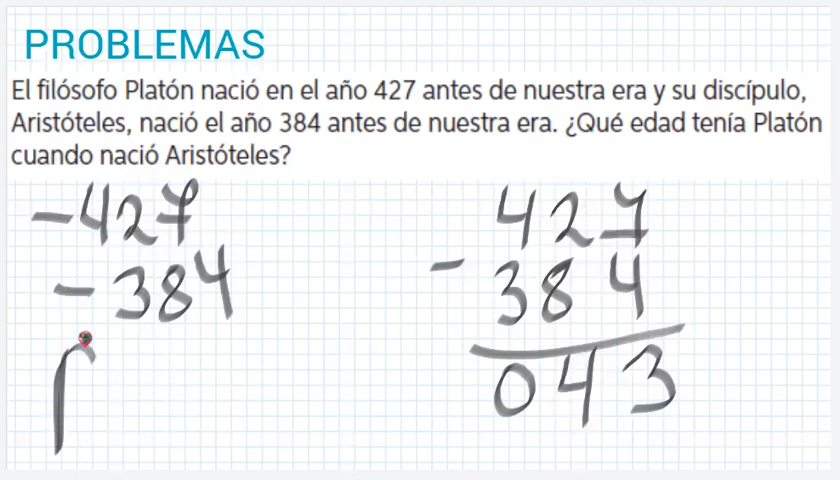 PROBLEMAS
El filósofo Platón nació en el año 427 antes de nuestra era y su discípulo,
Aristóteles, nació el año 384 antes de nuestra era. ¿Qué edad tenía Platón
cuando nació Aristóteles?
-427
-384
427
- 384
043